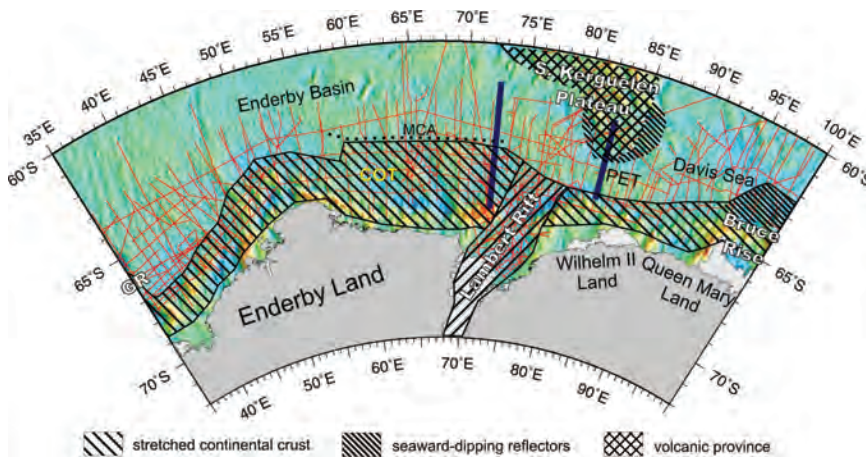 35˚E
40˚E
45˚E
50˚E
55˚E
60˚E
65˚E
70˚E
75˚E
80˚E
85˚E
90˚E
95˚E
100˚E
60˚S
60˚S
S. Kerguelen
Plateau
Enderby Basin
MCA
COT
PET
Davis Sea
Bruce
Rise
65˚S
65˚S
GR
Lambert Rift
Enderby Land
Wilhelm II
Land
Queen Mary
Land
70˚S
70˚S
40˚E
50˚E
60˚E
70˚E
80˚E
90˚E
stretched continental crust
seaward-dipping reflectors
volcanic province